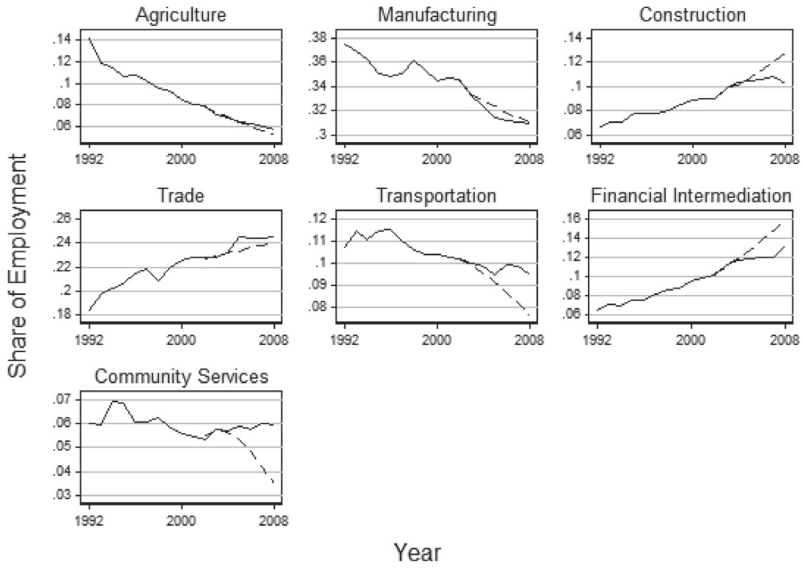 Agriculture
.14
.12
.1
.08
.06
1992 2000 2008
Manufacturing
.38
.36
.34
.32
.3
1992 2000 2008
Construction
.14
.12
.1
.08
.06
1992 2000 2008
Trade
.26
.24
.22
.2
.18
1992 2000 2008
Transportation
.12
.11
.1
.09
.08
1992 2000 2008
Financial Intermediation
.16
.14
.12
.1
.08
.06
1992 2000 2008
Community Services
.07
.06
.05
.04
.03
1992 2000 2008
Share of Employment
Year